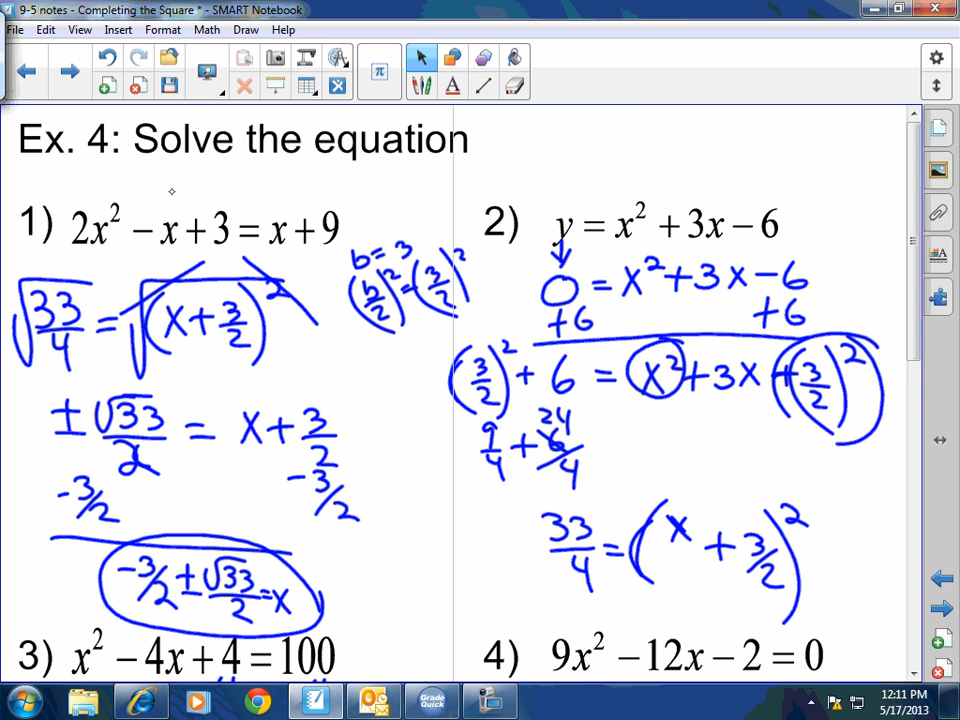 9-5 notes - Completing the Square * - SMART Notebook
File Edit View Insert Format Math Draw Help
π
Ex. 4: Solve the equation
1) 2x² − x + 3 = x + 9
√33/4 = √(x + 3/2)²
± √33/2 = x + 3/2
-3/2 -3/2
-3/2 ± √33/2 = x
b = 3
(b/2)² = (3/2)²
2) y = x² + 3x − 6
0 = x² + 3x − 6
+6 +6
(3/2)² + 6 = x² + 3x + (3/2)²
24
9/4 + 6/4
33/4 = (x + 3/2)²
3) x² − 4x + 4 = 100
4) 9x² − 12x − 2 = 0
Grade Quick
12:11 PM
5/17/2013